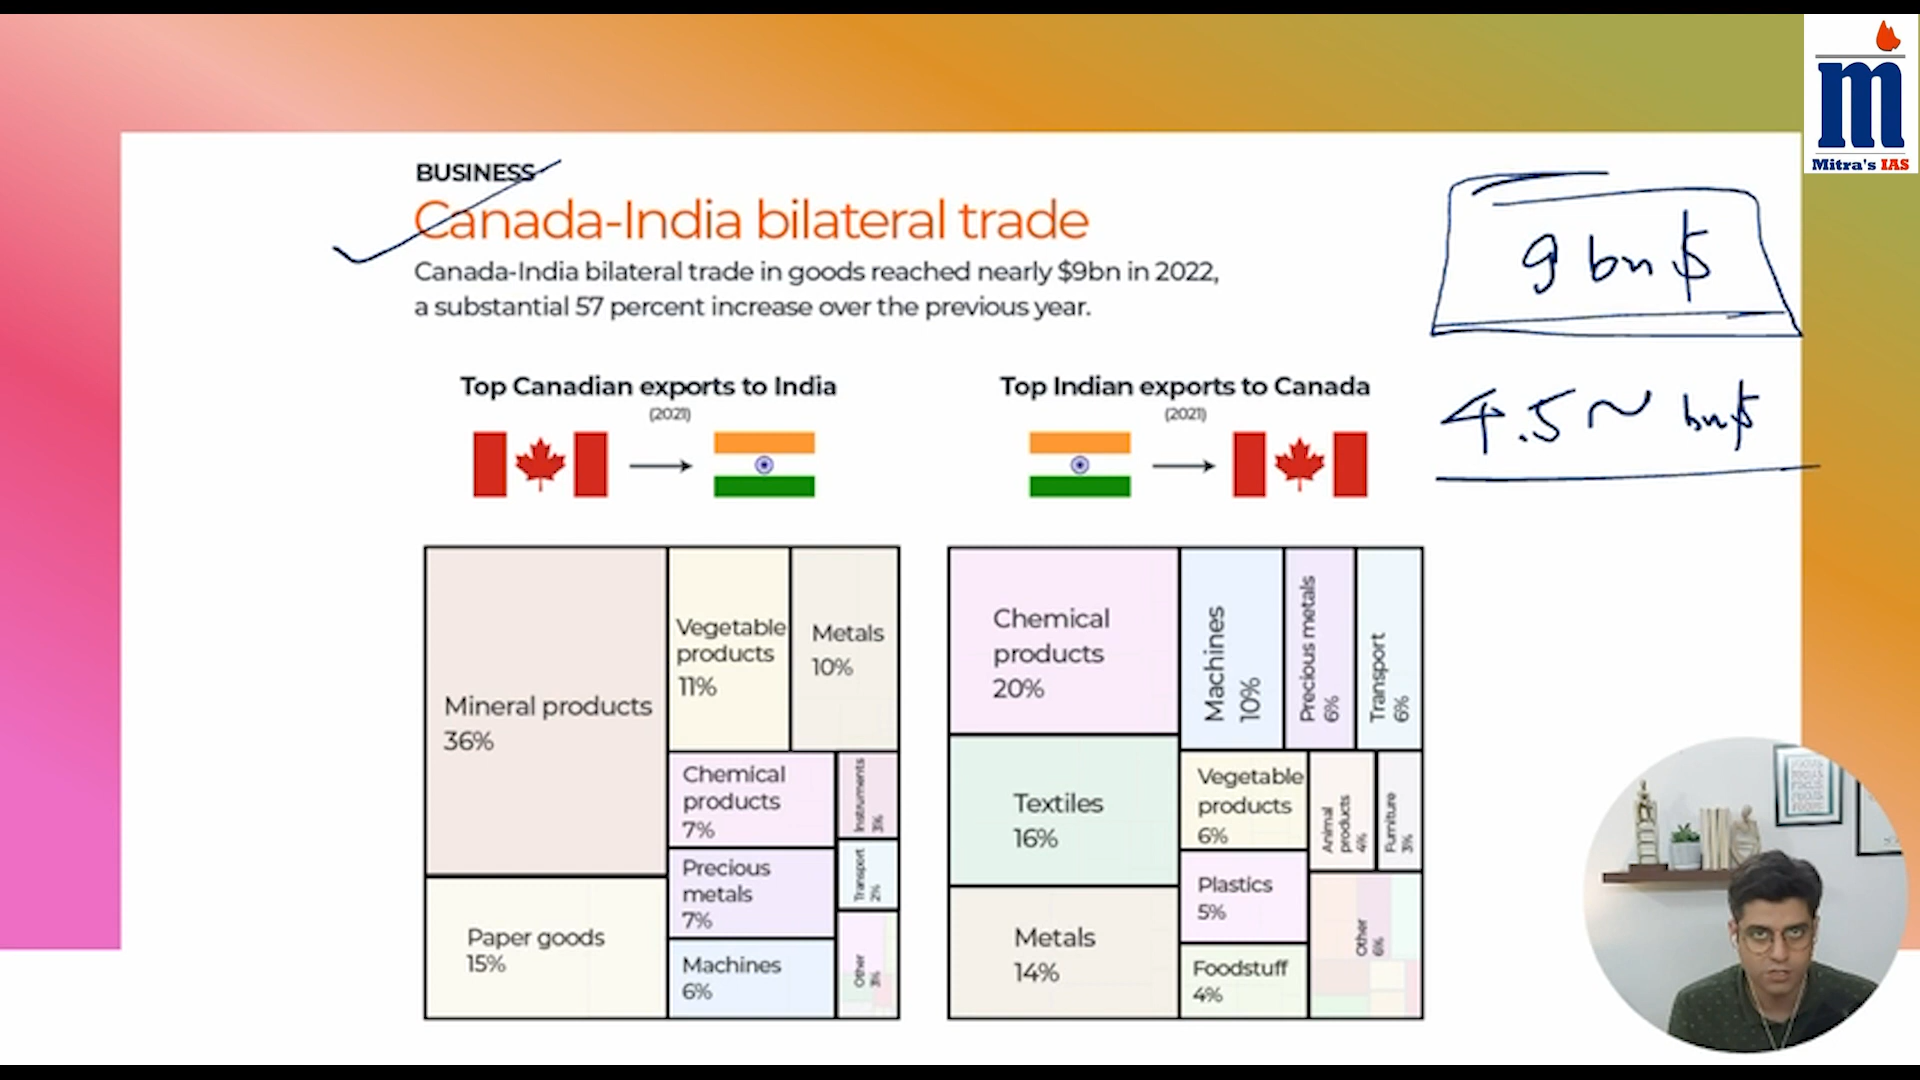 m
Mitra's IAS
BUSINESS
Canada-India bilateral trade
Canada-India bilateral trade in goods reached nearly $9bn in 2022,
a substantial 57 percent increase over the previous year.
9 bn $
4.5 ~ bn $
Top Canadian exports to India
(2021)
Top Indian exports to Canada
(2021)
Mineral products
36%
Vegetable
products
11%
Metals
10%
Chemical
products
7%
Instruments
3%
Precious
metals
7%
Transport
2%
Paper goods
15%
Machines
6%
Other
3%
Chemical
products
20%
Machines
10%
Precious metals
6%
Transport
6%
Textiles
16%
Vegetable
products
6%
Animal
products
4%
Furniture
3%
Plastics
5%
Metals
14%
Foodstuff
4%
Other
6%